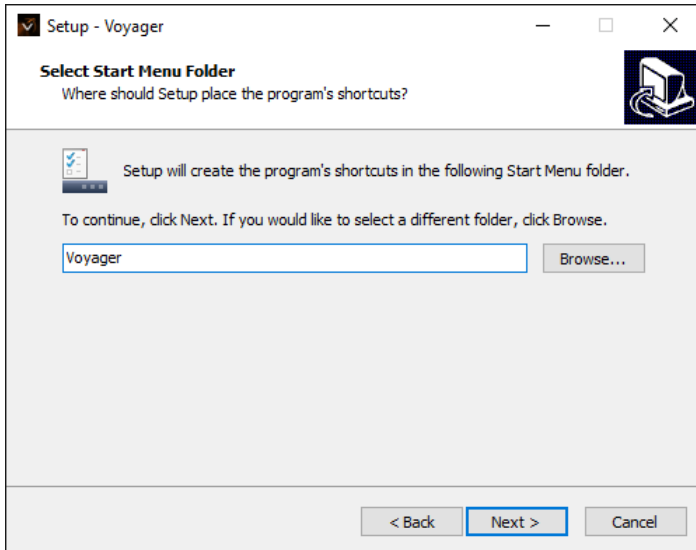 Setup - Voyager
Select Start Menu Folder
Where should Setup place the program's shortcuts?
Setup will create the program's shortcuts in the following Start Menu folder.
To continue, click Next. If you would like to select a different folder, click Browse.
Voyager
Browse...
< Back
Next >
Cancel